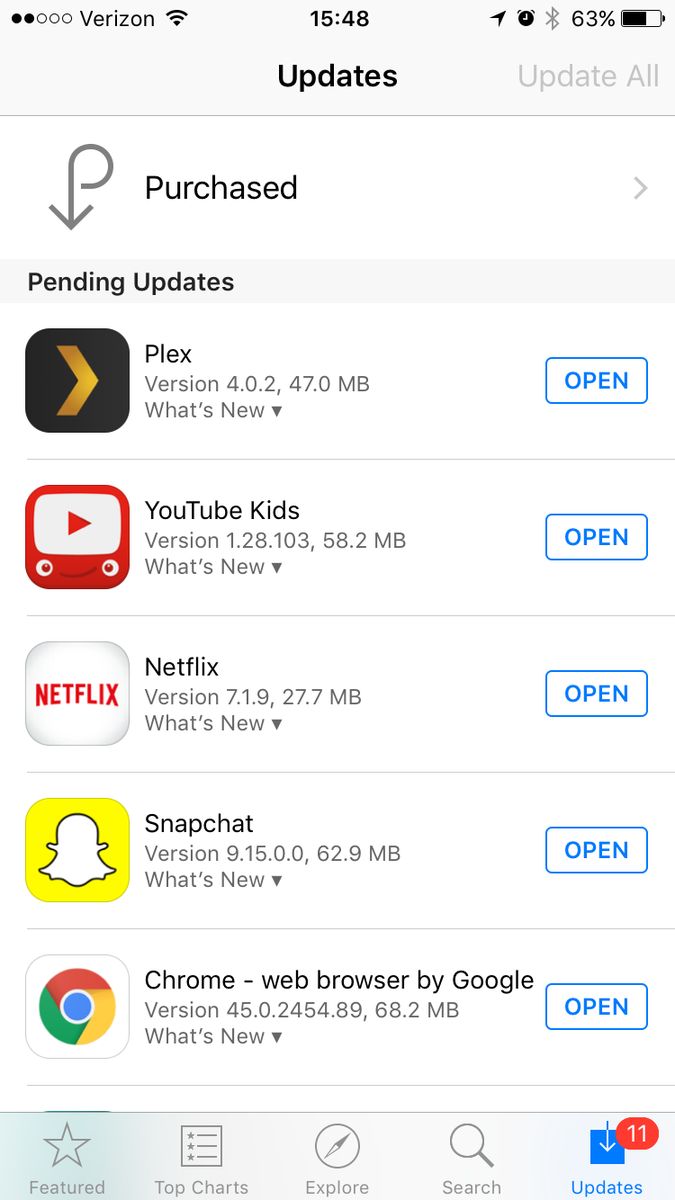 Verizon 15:48 63%
Updates Update All
Purchased
Pending Updates
Plex
Version 4.0.2, 47.0 MB
What's New ▾
OPEN
YouTube Kids
Version 1.28.103, 58.2 MB
What's New ▾
OPEN
NETFLIX
Netflix
Version 7.1.9, 27.7 MB
What's New ▾
OPEN
Snapchat
Version 9.15.0.0, 62.9 MB
What's New ▾
OPEN
Chrome - web browser by Google
Version 45.0.2454.89, 68.2 MB
What's New ▾
OPEN
11
Featured Top Charts Explore Search Updates